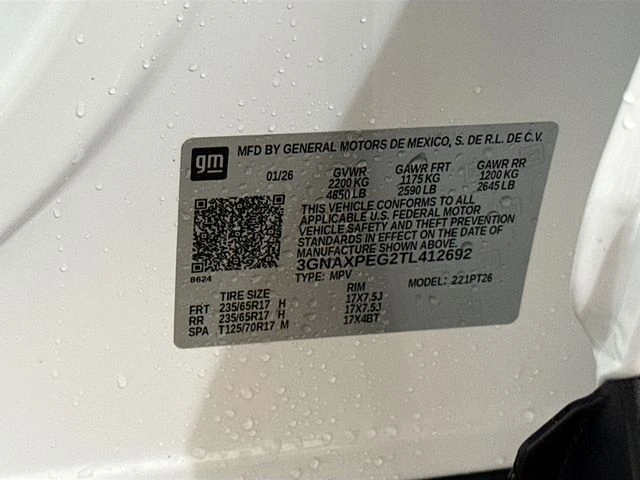 gm
MFD BY GENERAL MOTORS DE MEXICO, S. DE R.L. DE C.V.
01/26 GVWR GAWR FRT GAWR RR
2200 KG 1175 KG 1200 KG
4850 LB 2590 LB 2645 LB
THIS VEHICLE CONFORMS TO ALL
APPLICABLE U.S. FEDERAL MOTOR
VEHICLE SAFETY AND THEFT PREVENTION
STANDARDS IN EFFECT ON THE DATE OF
MANUFACTURE SHOWN ABOVE.
3GNAXPEG2TL412692
8624
TYPE: MPV MODEL: 221PT26
TIRE SIZE RIM
FRT 235/65R17 H 17X7.5J
RR 235/65R17 H 17X7.5J
SPA T125/70R17 M 17X4BT